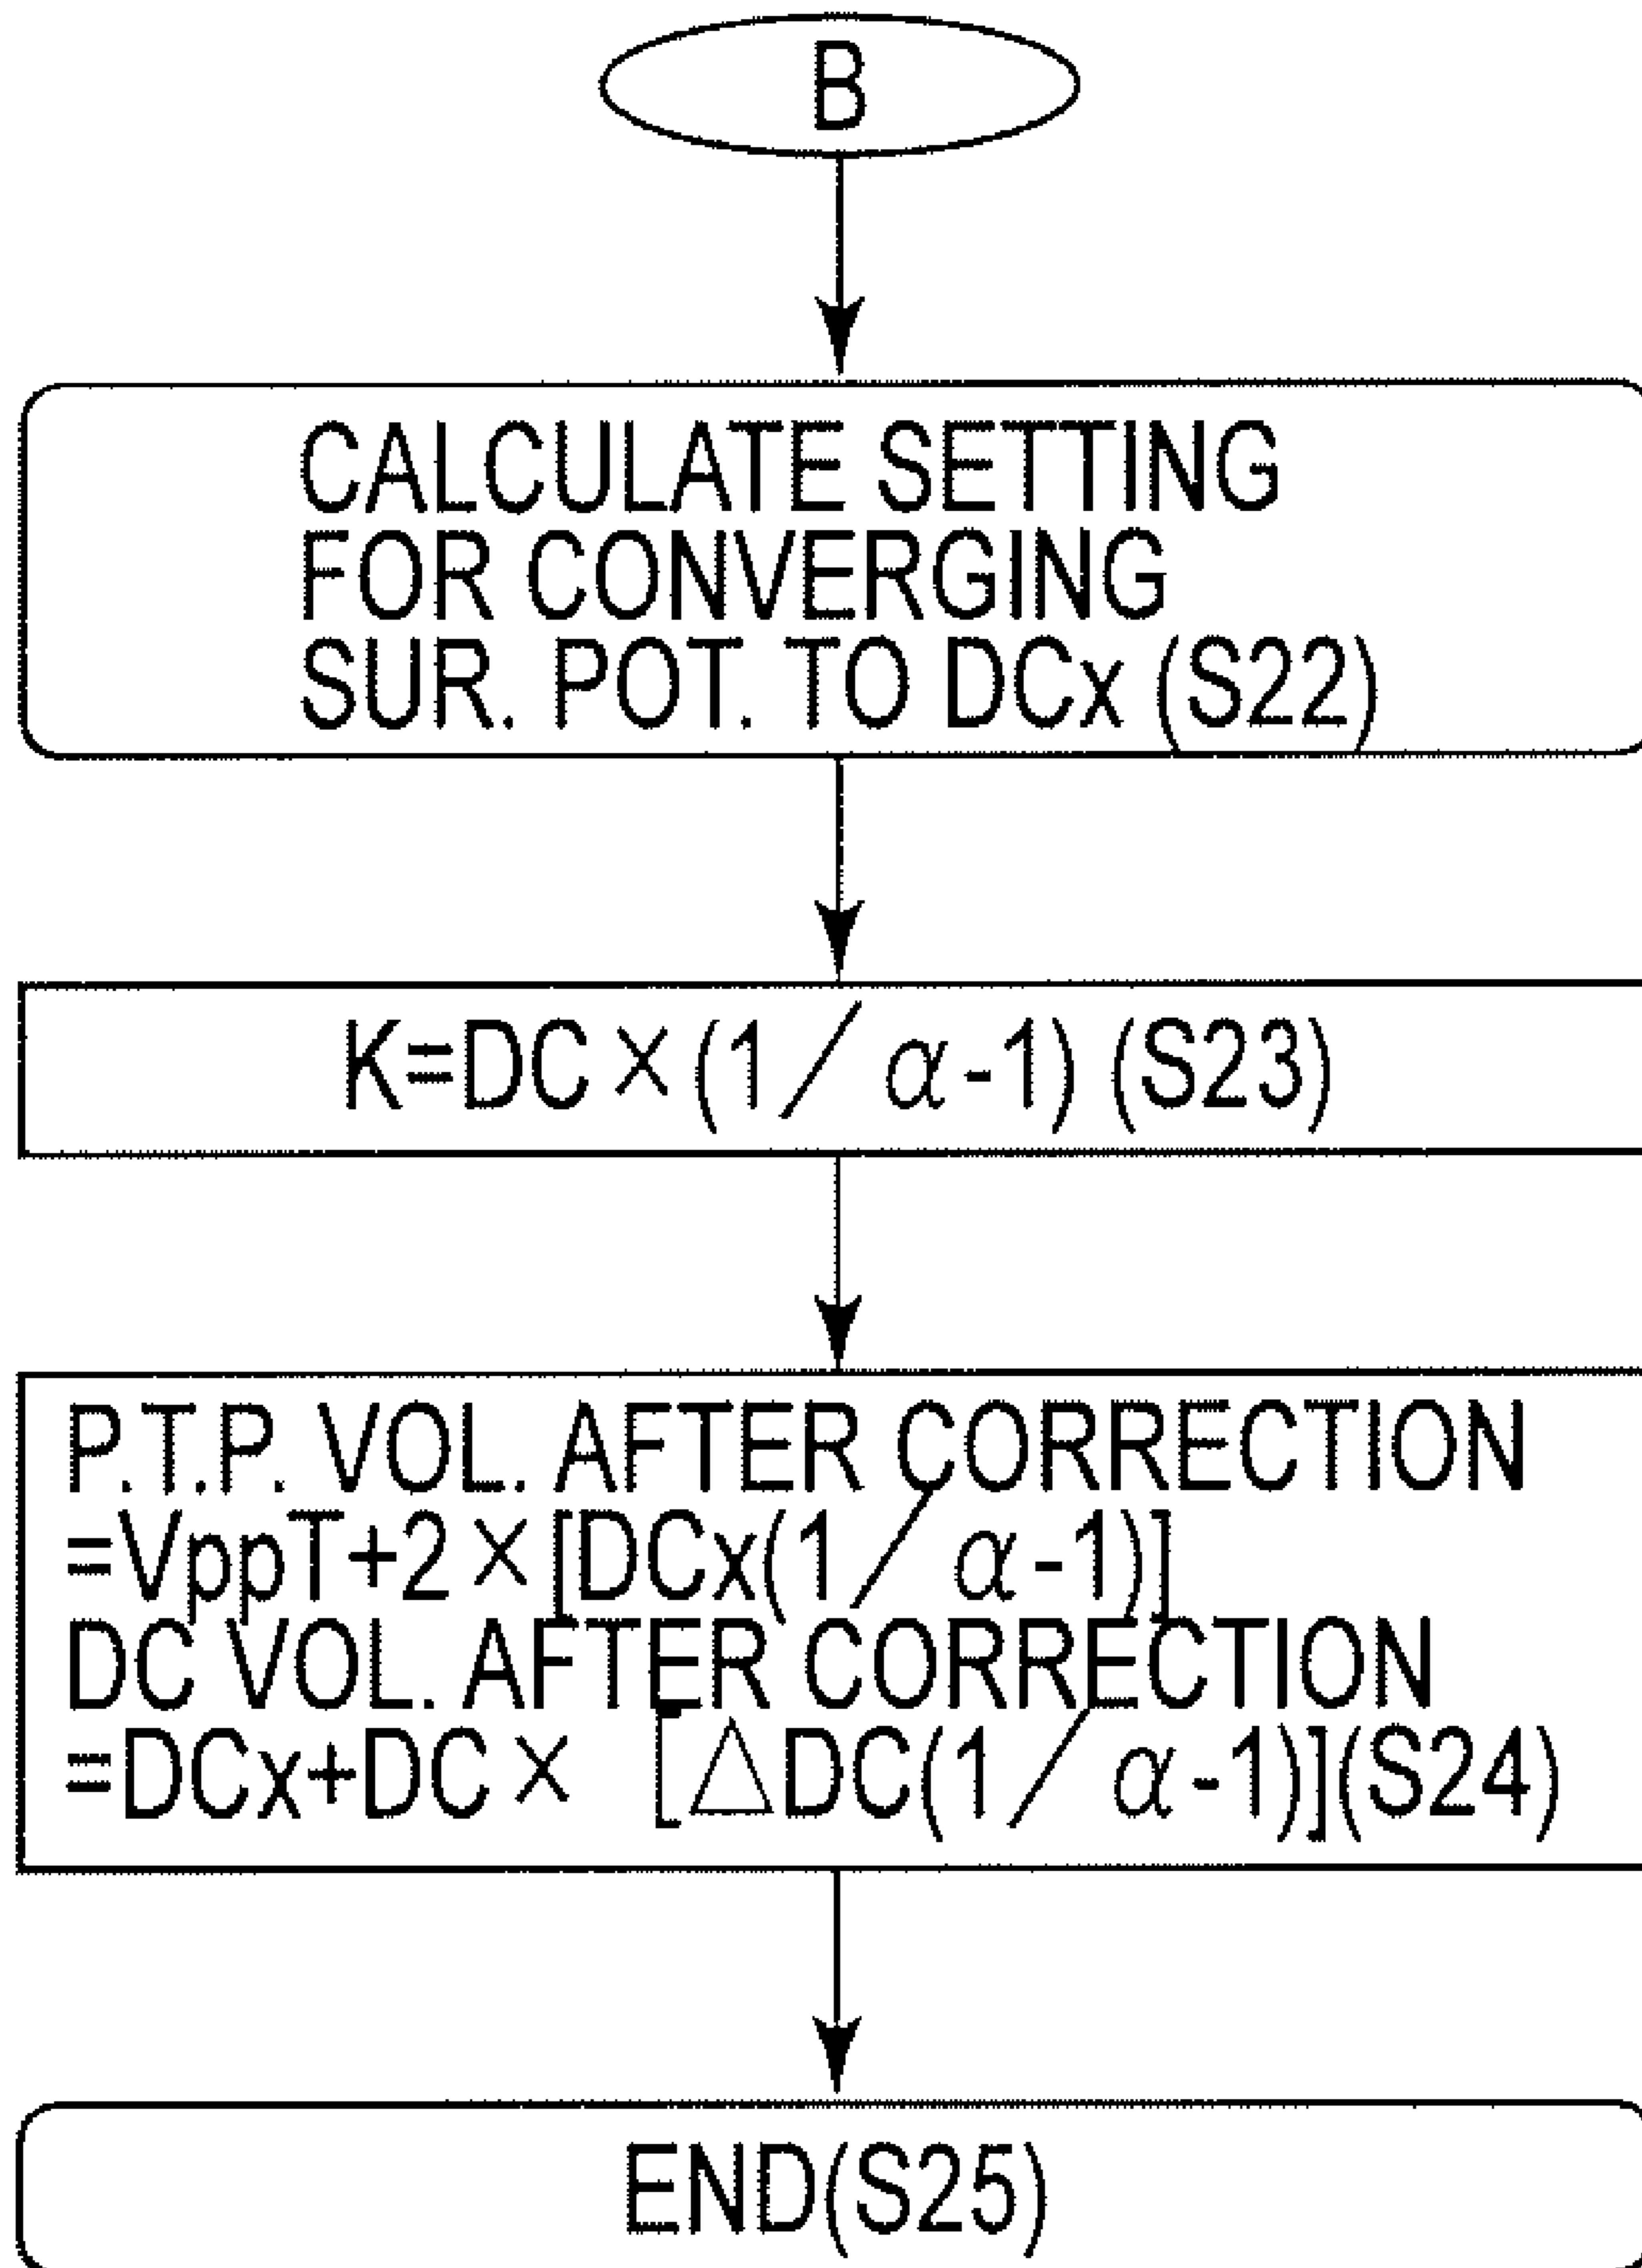 B
CALCULATE SETTING
FOR CONVERGING
SUR. POT. TO DCx (S22)
K=DC×(1/α-1) (S23)
P.T.P. VOL. AFTER CORRECTION
=VppT+2×[DCx(1/α-1)]
DC VOL. AFTER CORRECTION
=DCx+DC× [△DC(1/α-1)](S24)
END(S25)